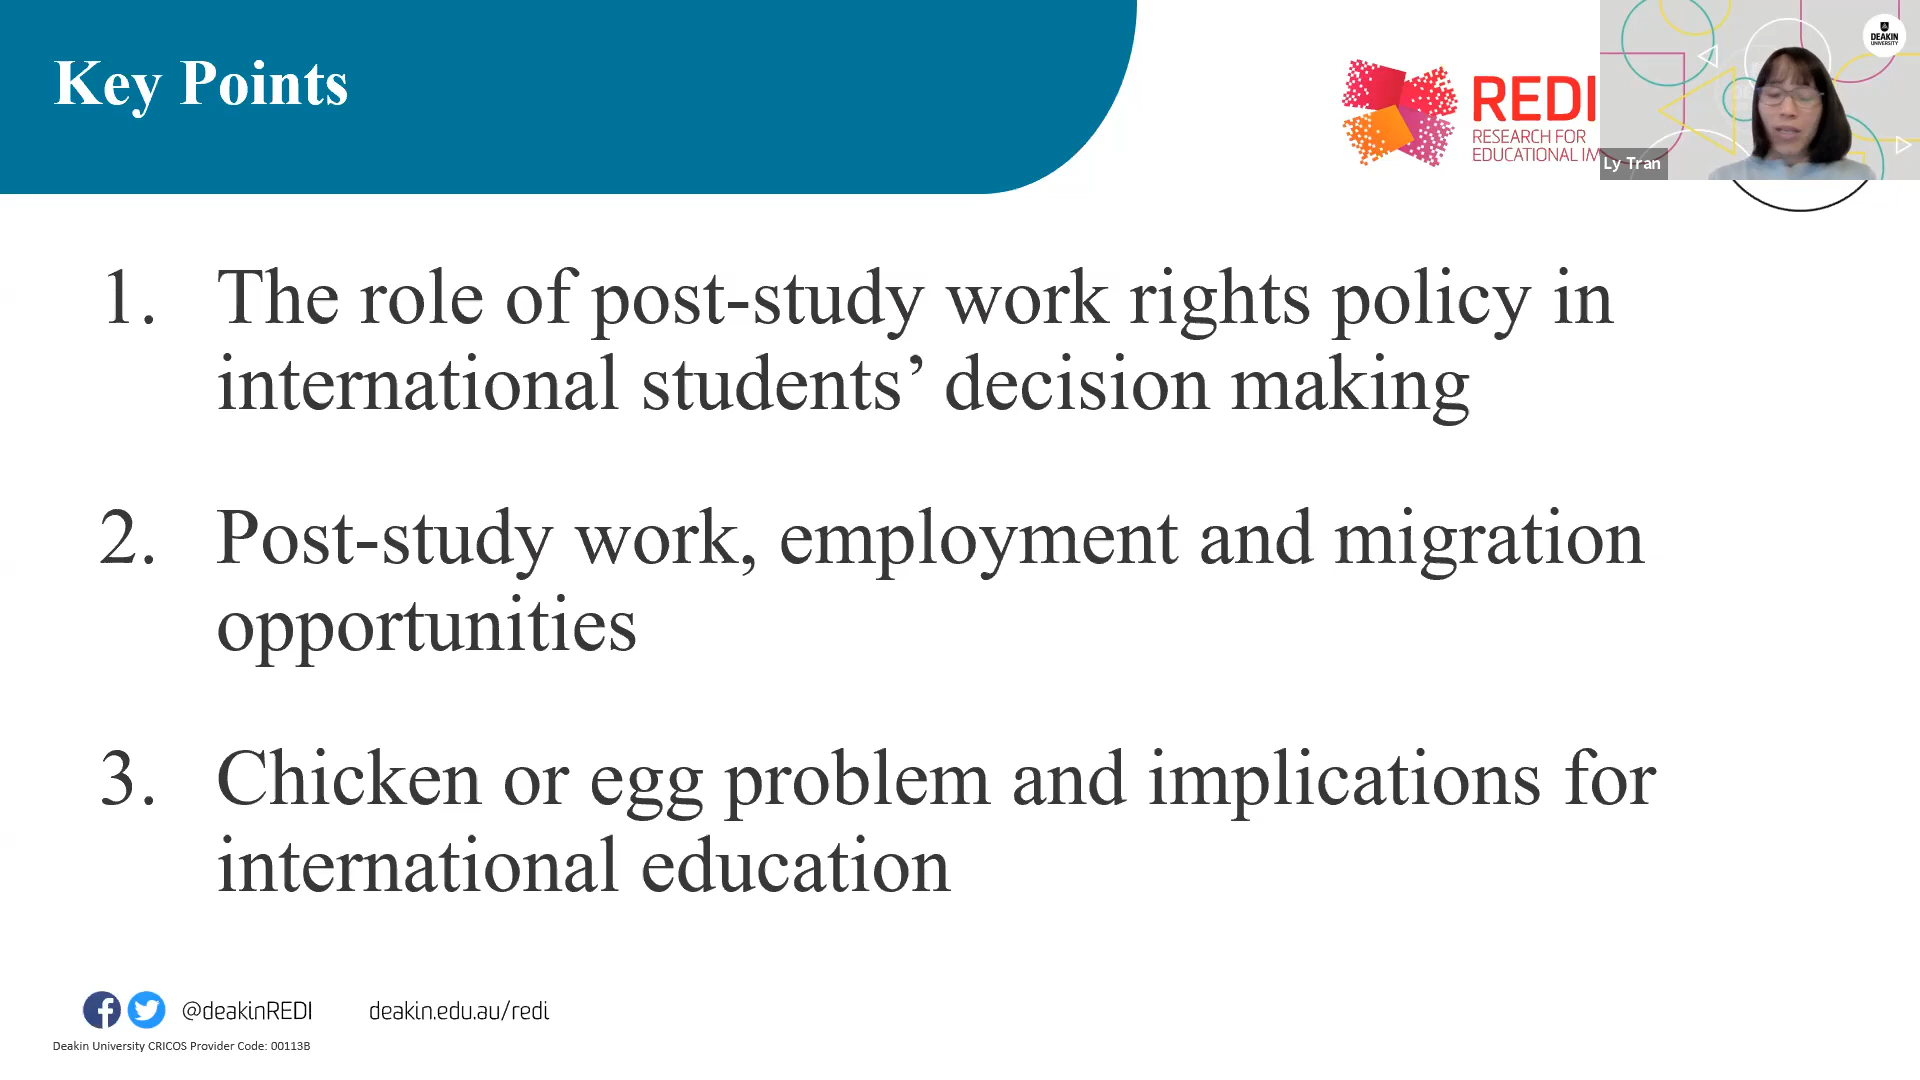 Key Points
REDI
RESEARCH FOR
EDUCATIONAL IM
DEAKIN
UNIVERSITY
Ly Tran
1. The role of post-study work rights policy in
international students’ decision making
2. Post-study work, employment and migration
opportunities
3. Chicken or egg problem and implications for
international education
@deakinREDI deakin.edu.au/redi
Deakin University CRICOS Provider Code: 00113B